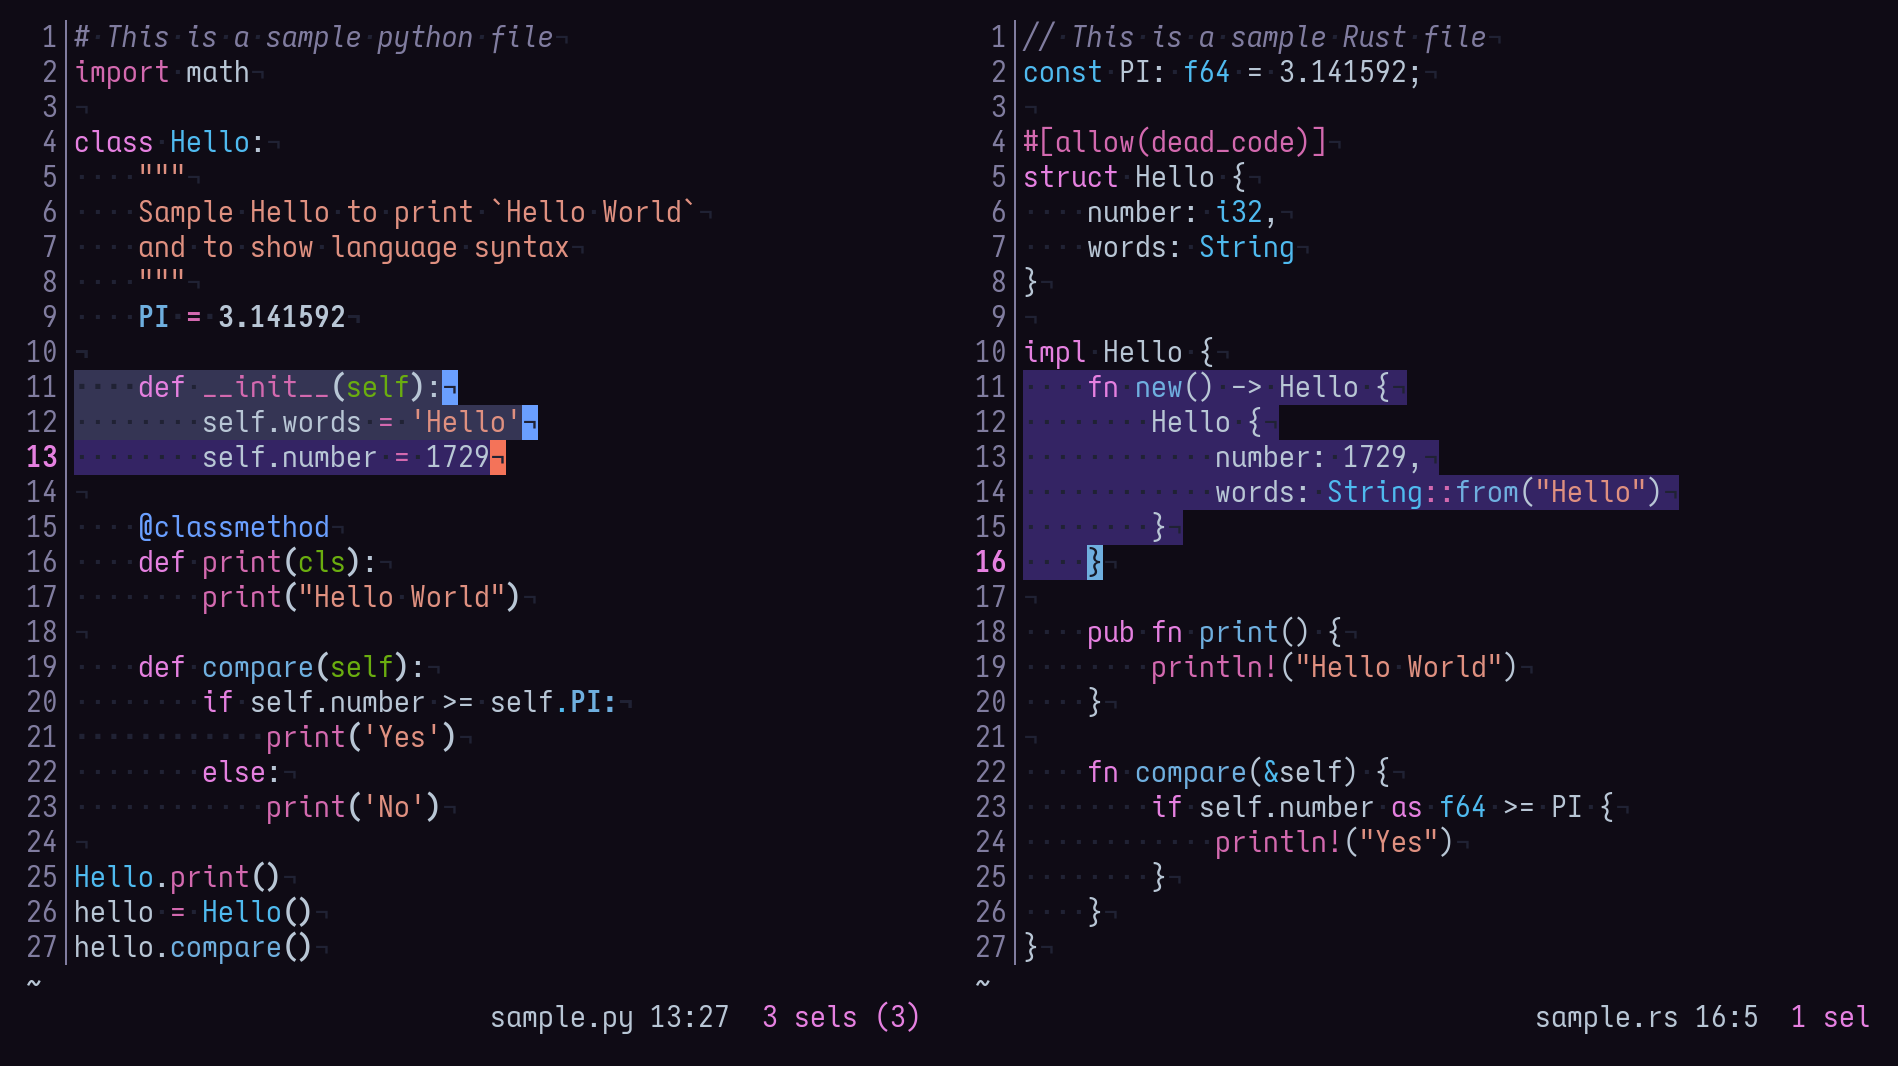 1 # This is a sample python file
2 import math
3
4 class Hello:
5     """
6     Sample Hello to print `Hello World`
7     and to show language syntax
8     """
9     PI = 3.141592
10
11     def __init__(self):
12         self.words = 'Hello'
13         self.number = 1729
14
15     @classmethod
16     def print(cls):
17         print("Hello World")
18
19     def compare(self):
20         if self.number >= self.PI:
21             print('Yes')
22         else:
23             print('No')
24
25 Hello.print()
26 hello = Hello()
27 hello.compare()
~
sample.py 13:27  3 sels (3)
1 // This is a sample Rust file
2 const PI: f64 = 3.141592;
3
4 #[allow(dead_code)]
5 struct Hello {
6     number: i32,
7     words: String
8 }
9
10 impl Hello {
11     fn new() -> Hello {
12         Hello {
13             number: 1729,
14             words: String::from("Hello")
15         }
16     }
17
18     pub fn print() {
19         println!("Hello World")
20     }
21
22     fn compare(&self) {
23         if self.number as f64 >= PI {
24             println!("Yes")
25         }
26     }
27 }
~
sample.rs 16:5  1 sel